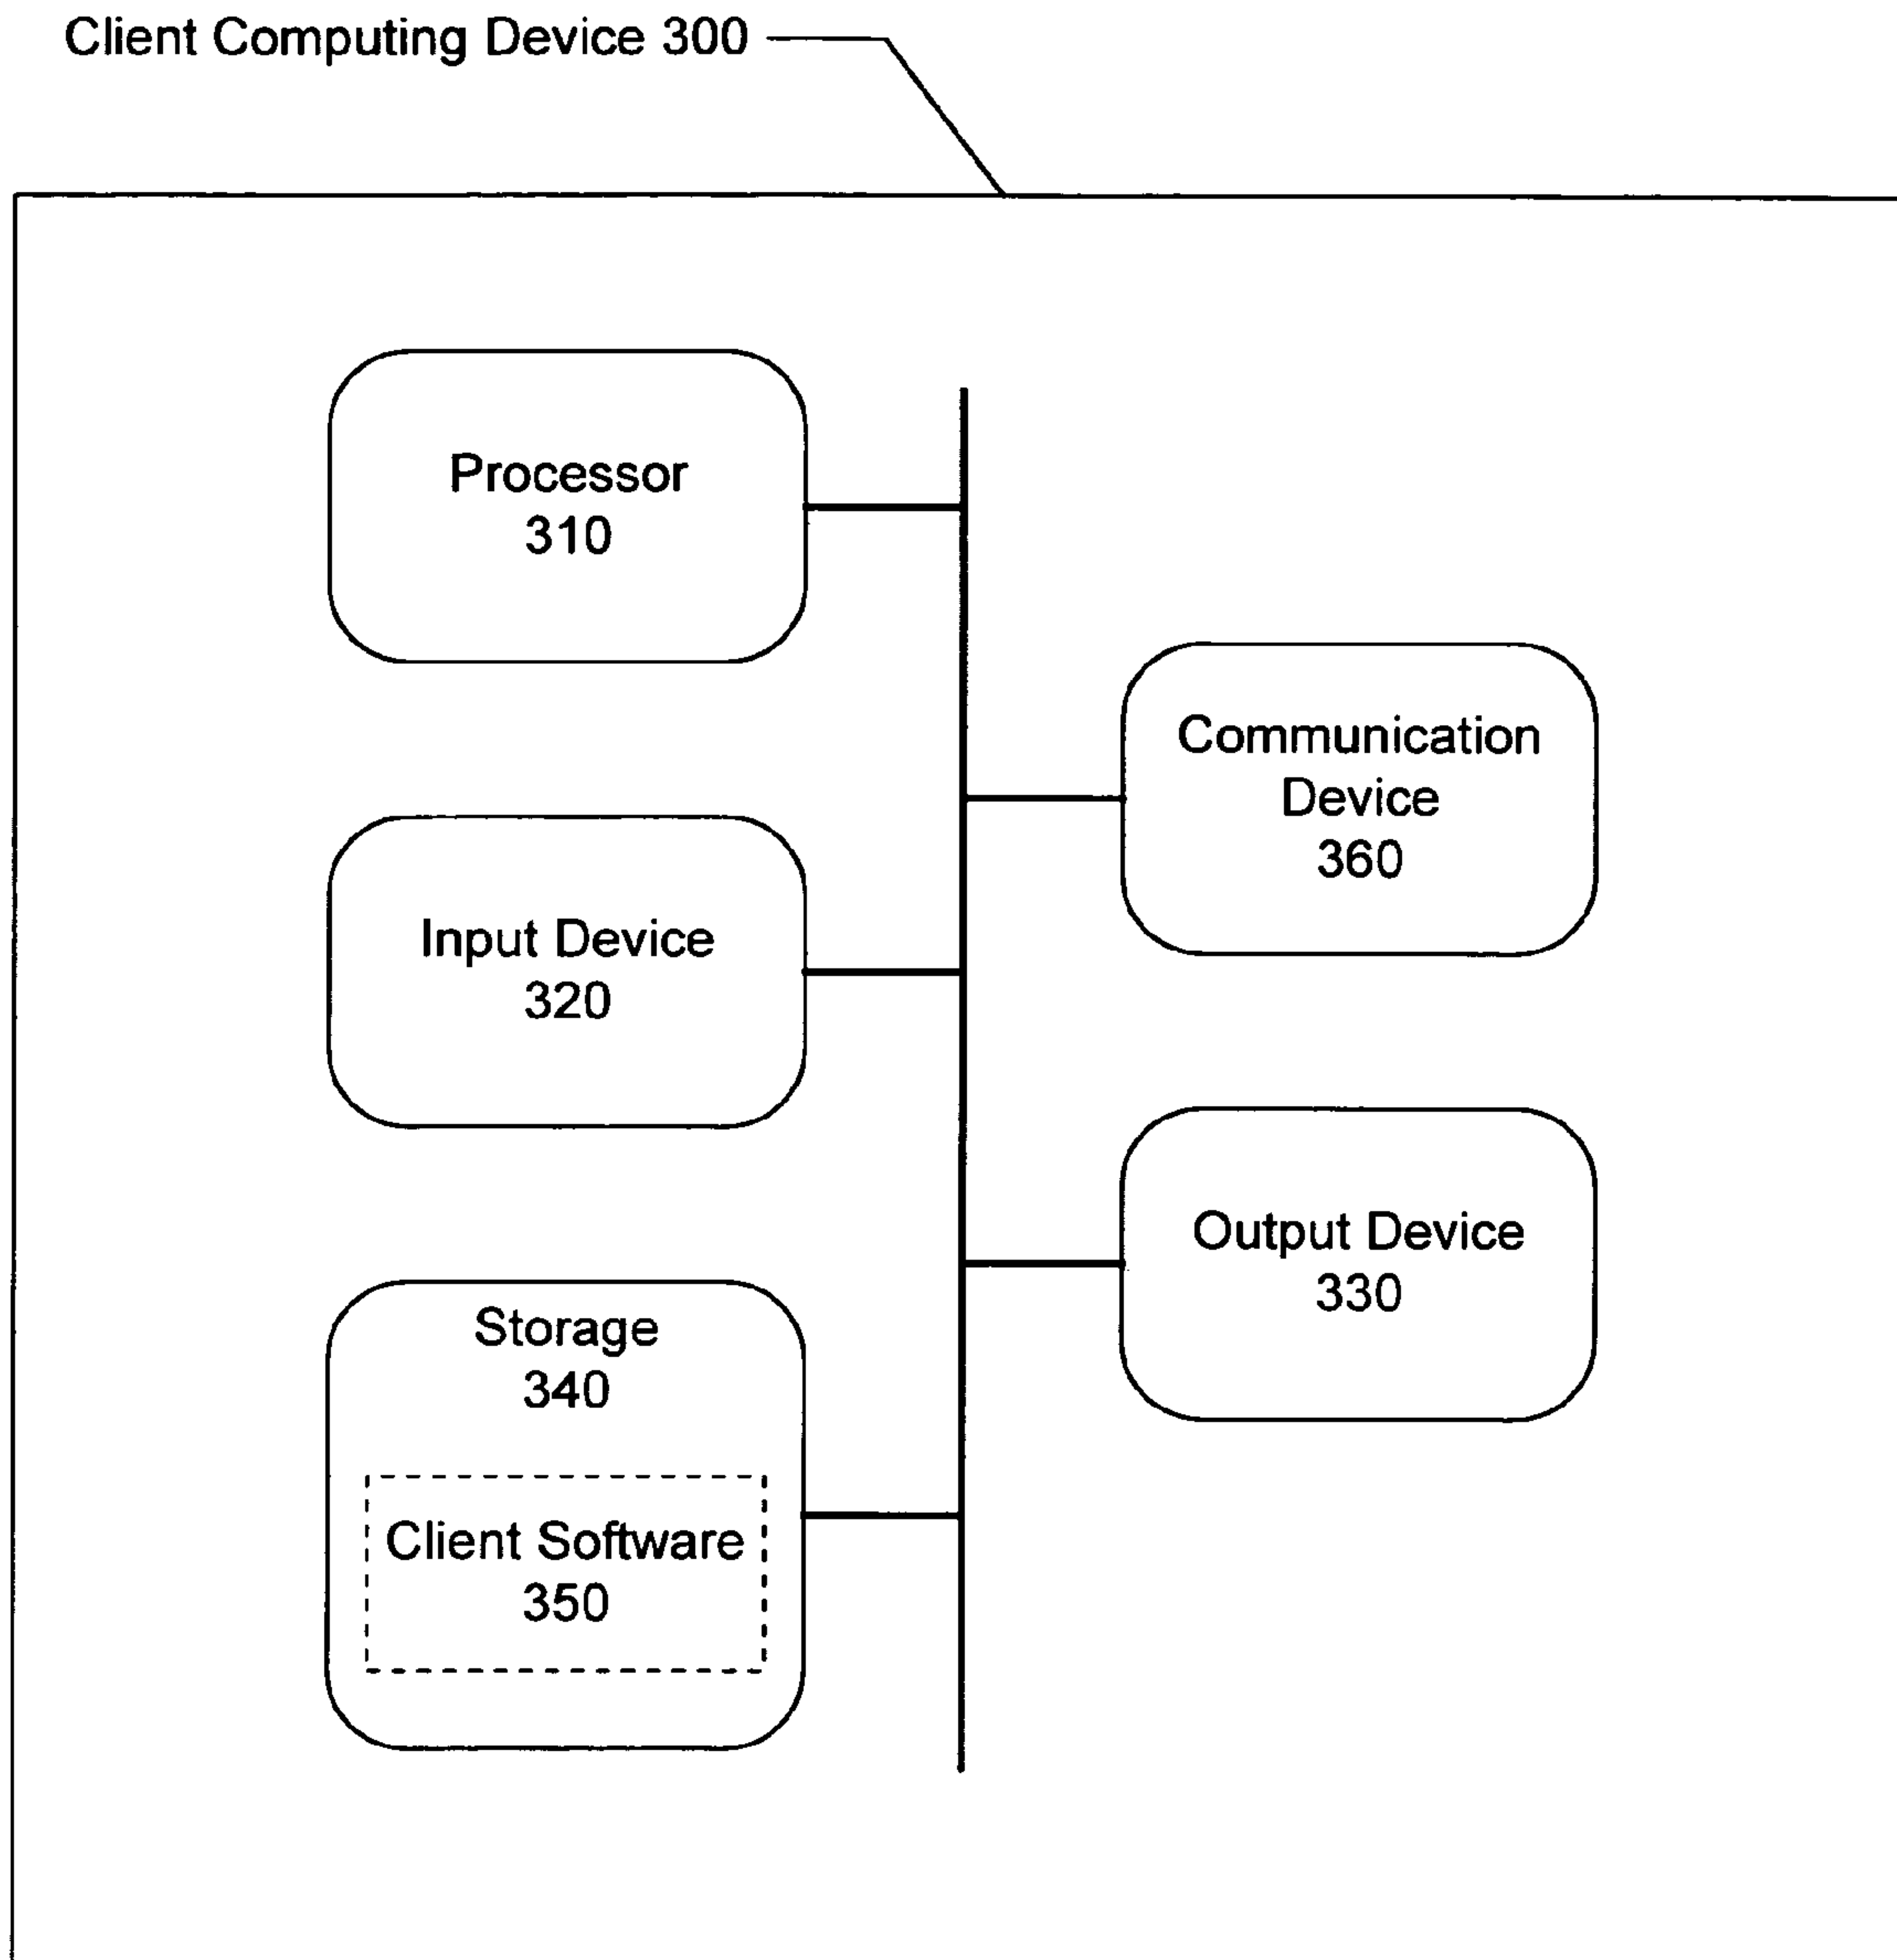 Client Computing Device 300
Processor
310
Communication
Device
360
Input Device
320
Output Device
330
Storage
340
Client Software
350